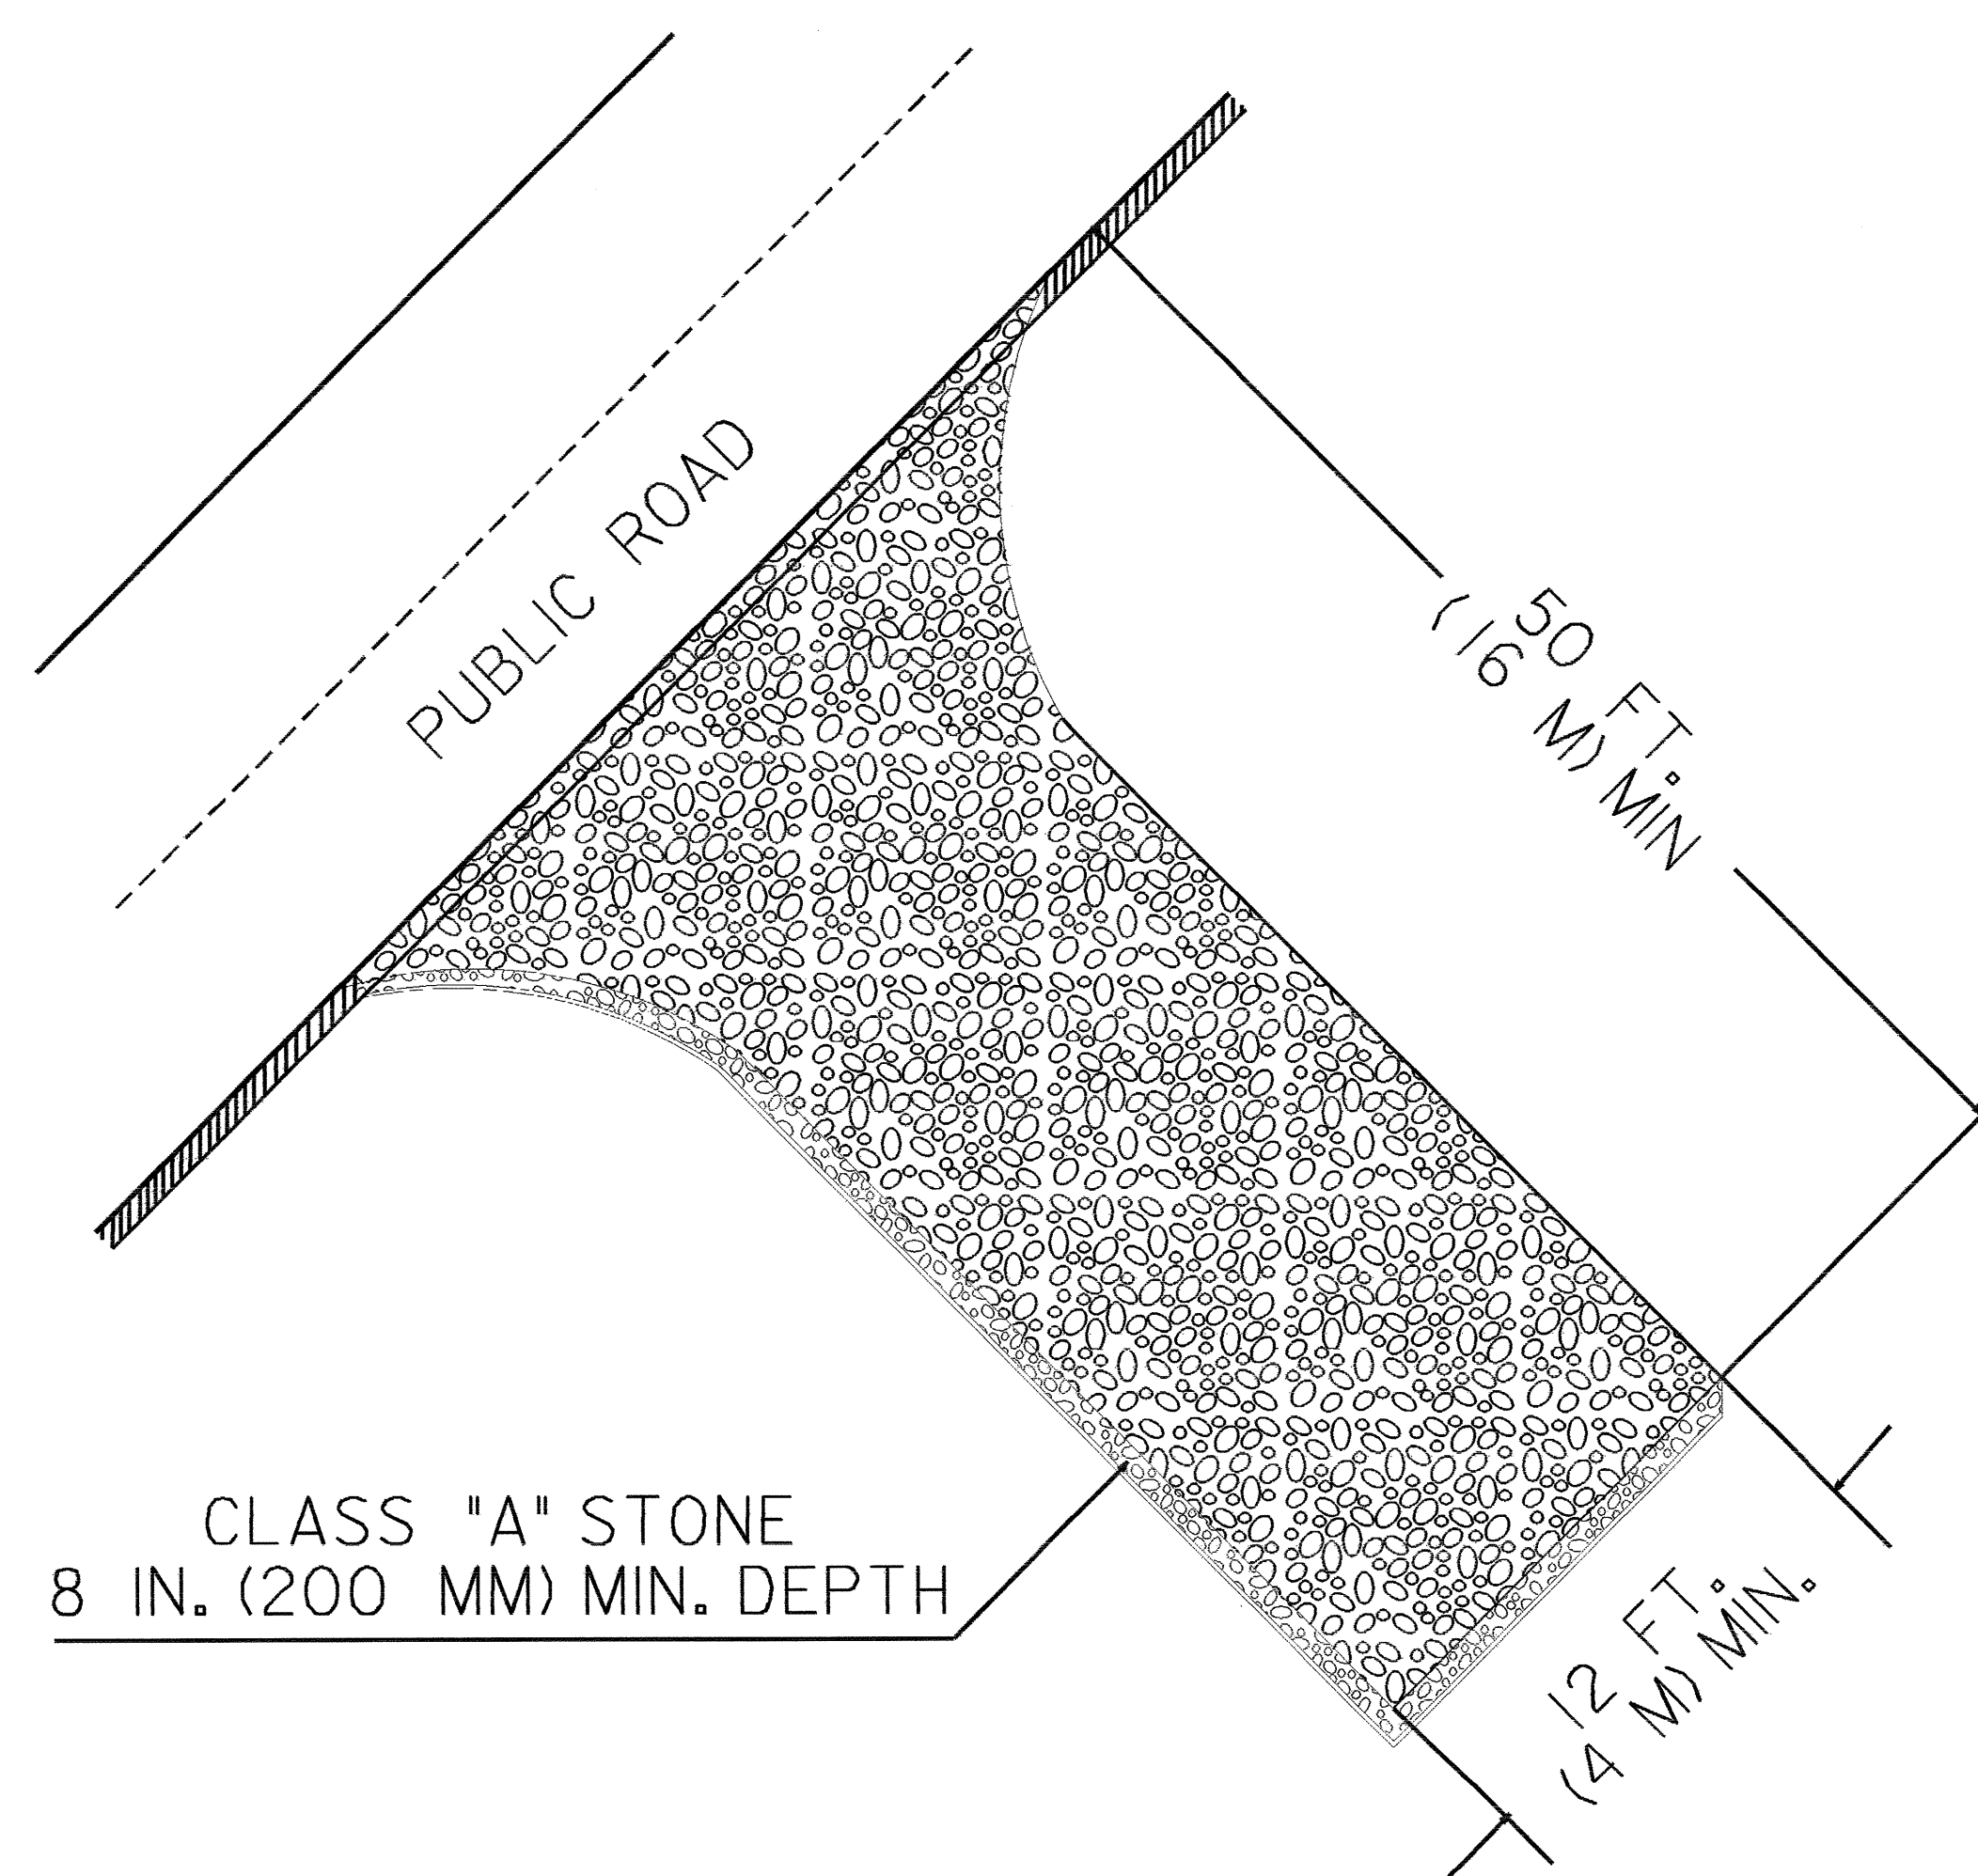 PUBLIC ROAD
50 FT.
(16 M) MIN
CLASS "A" STONE
8 IN. (200 MM) MIN. DEPTH
12 FT.
(4 M) MIN.